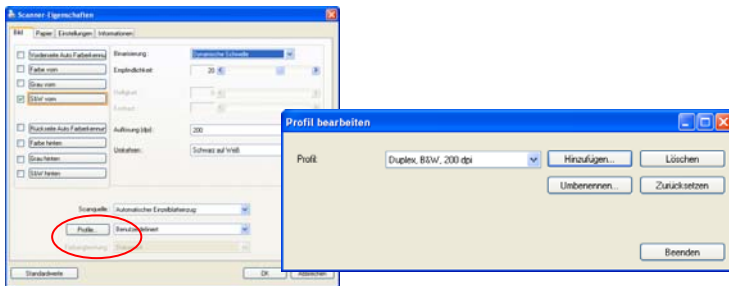 Scanner-Eigenschaften
Bild Papier Einstellungen Informationen
Vorderseite Auto Farberkennu
Binarisierung: Dynamische Schwelle
Farbe vorn
Empfindlichkeit: 20
Grau vorn
Helligkeit
S&W vorn
Kontrast
Rückseite Auto Farberkennur
Auflösung (dpi): 200
Farbe hinten
Umkehren: Schwarz auf Weiß
Grau hinten
S&W hinten
Scanquelle: Automatischer Einzelblatteinzug
Profile... Benutzerdefiniert
Standardwerte OK Abbrechen
Profil bearbeiten
Profil: Duplex, B&W, 200 dpi Hinzufügen... Löschen
Umbenennen... Zurücksetzen
Beenden